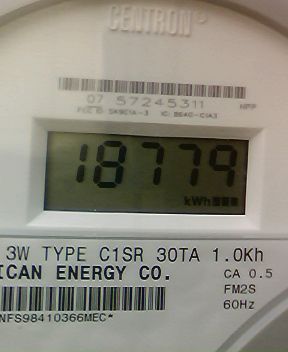 CENTRON®
07 57245311
18779
kWh
3W TYPE C1SR 30TA 1.0Kh
ICAN ENERGY CO.
CA 0.5
FM2S
60Hz
NFS98410366MEC*